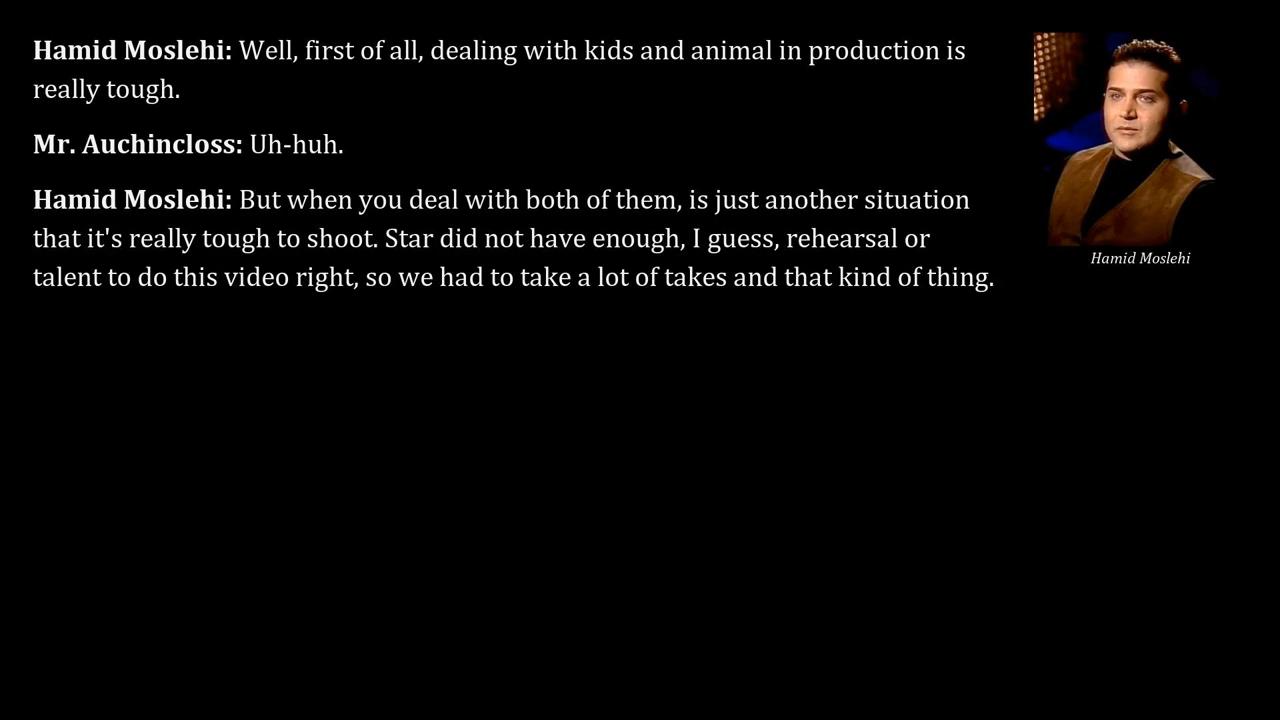 Hamid Moslehi: Well, first of all, dealing with kids and animal in production is
really tough.
Mr. Auchincloss: Uh-huh.
Hamid Moslehi: But when you deal with both of them, is just another situation
that it's really tough to shoot. Star did not have enough, I guess, rehearsal or
talent to do this video right, so we had to take a lot of takes and that kind of thing.
Hamid Moslehi